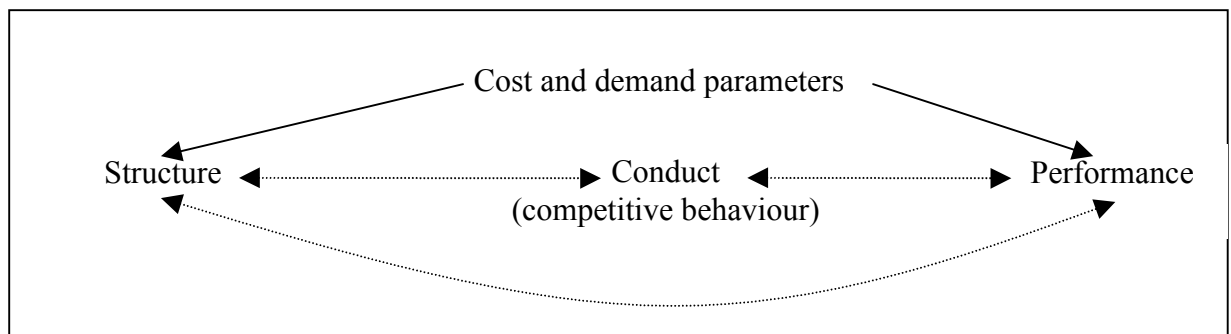 Cost and demand parameters
Structure Conduct Performance
(competitive behaviour)